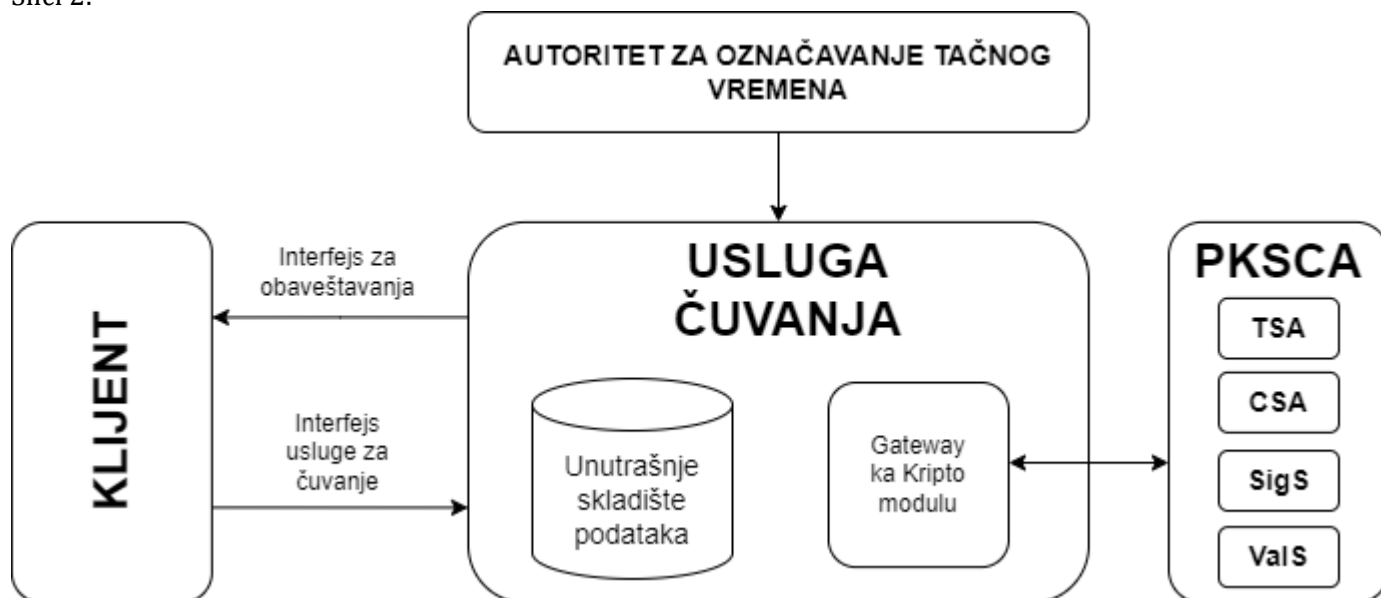 Slici 2.
AUTORITET ZA OZNAČAVANJE TAČNOG
VREMENA
KLIJENT
Interfejs za
obaveštavanja
Interfejs
usluge za
čuvanje
USLUGA
ČUVANJA
Unutrašnje
skladište
podataka
Gateway
ka Kripto
modulu
PKSCA
TSA
CSA
SigS
ValS